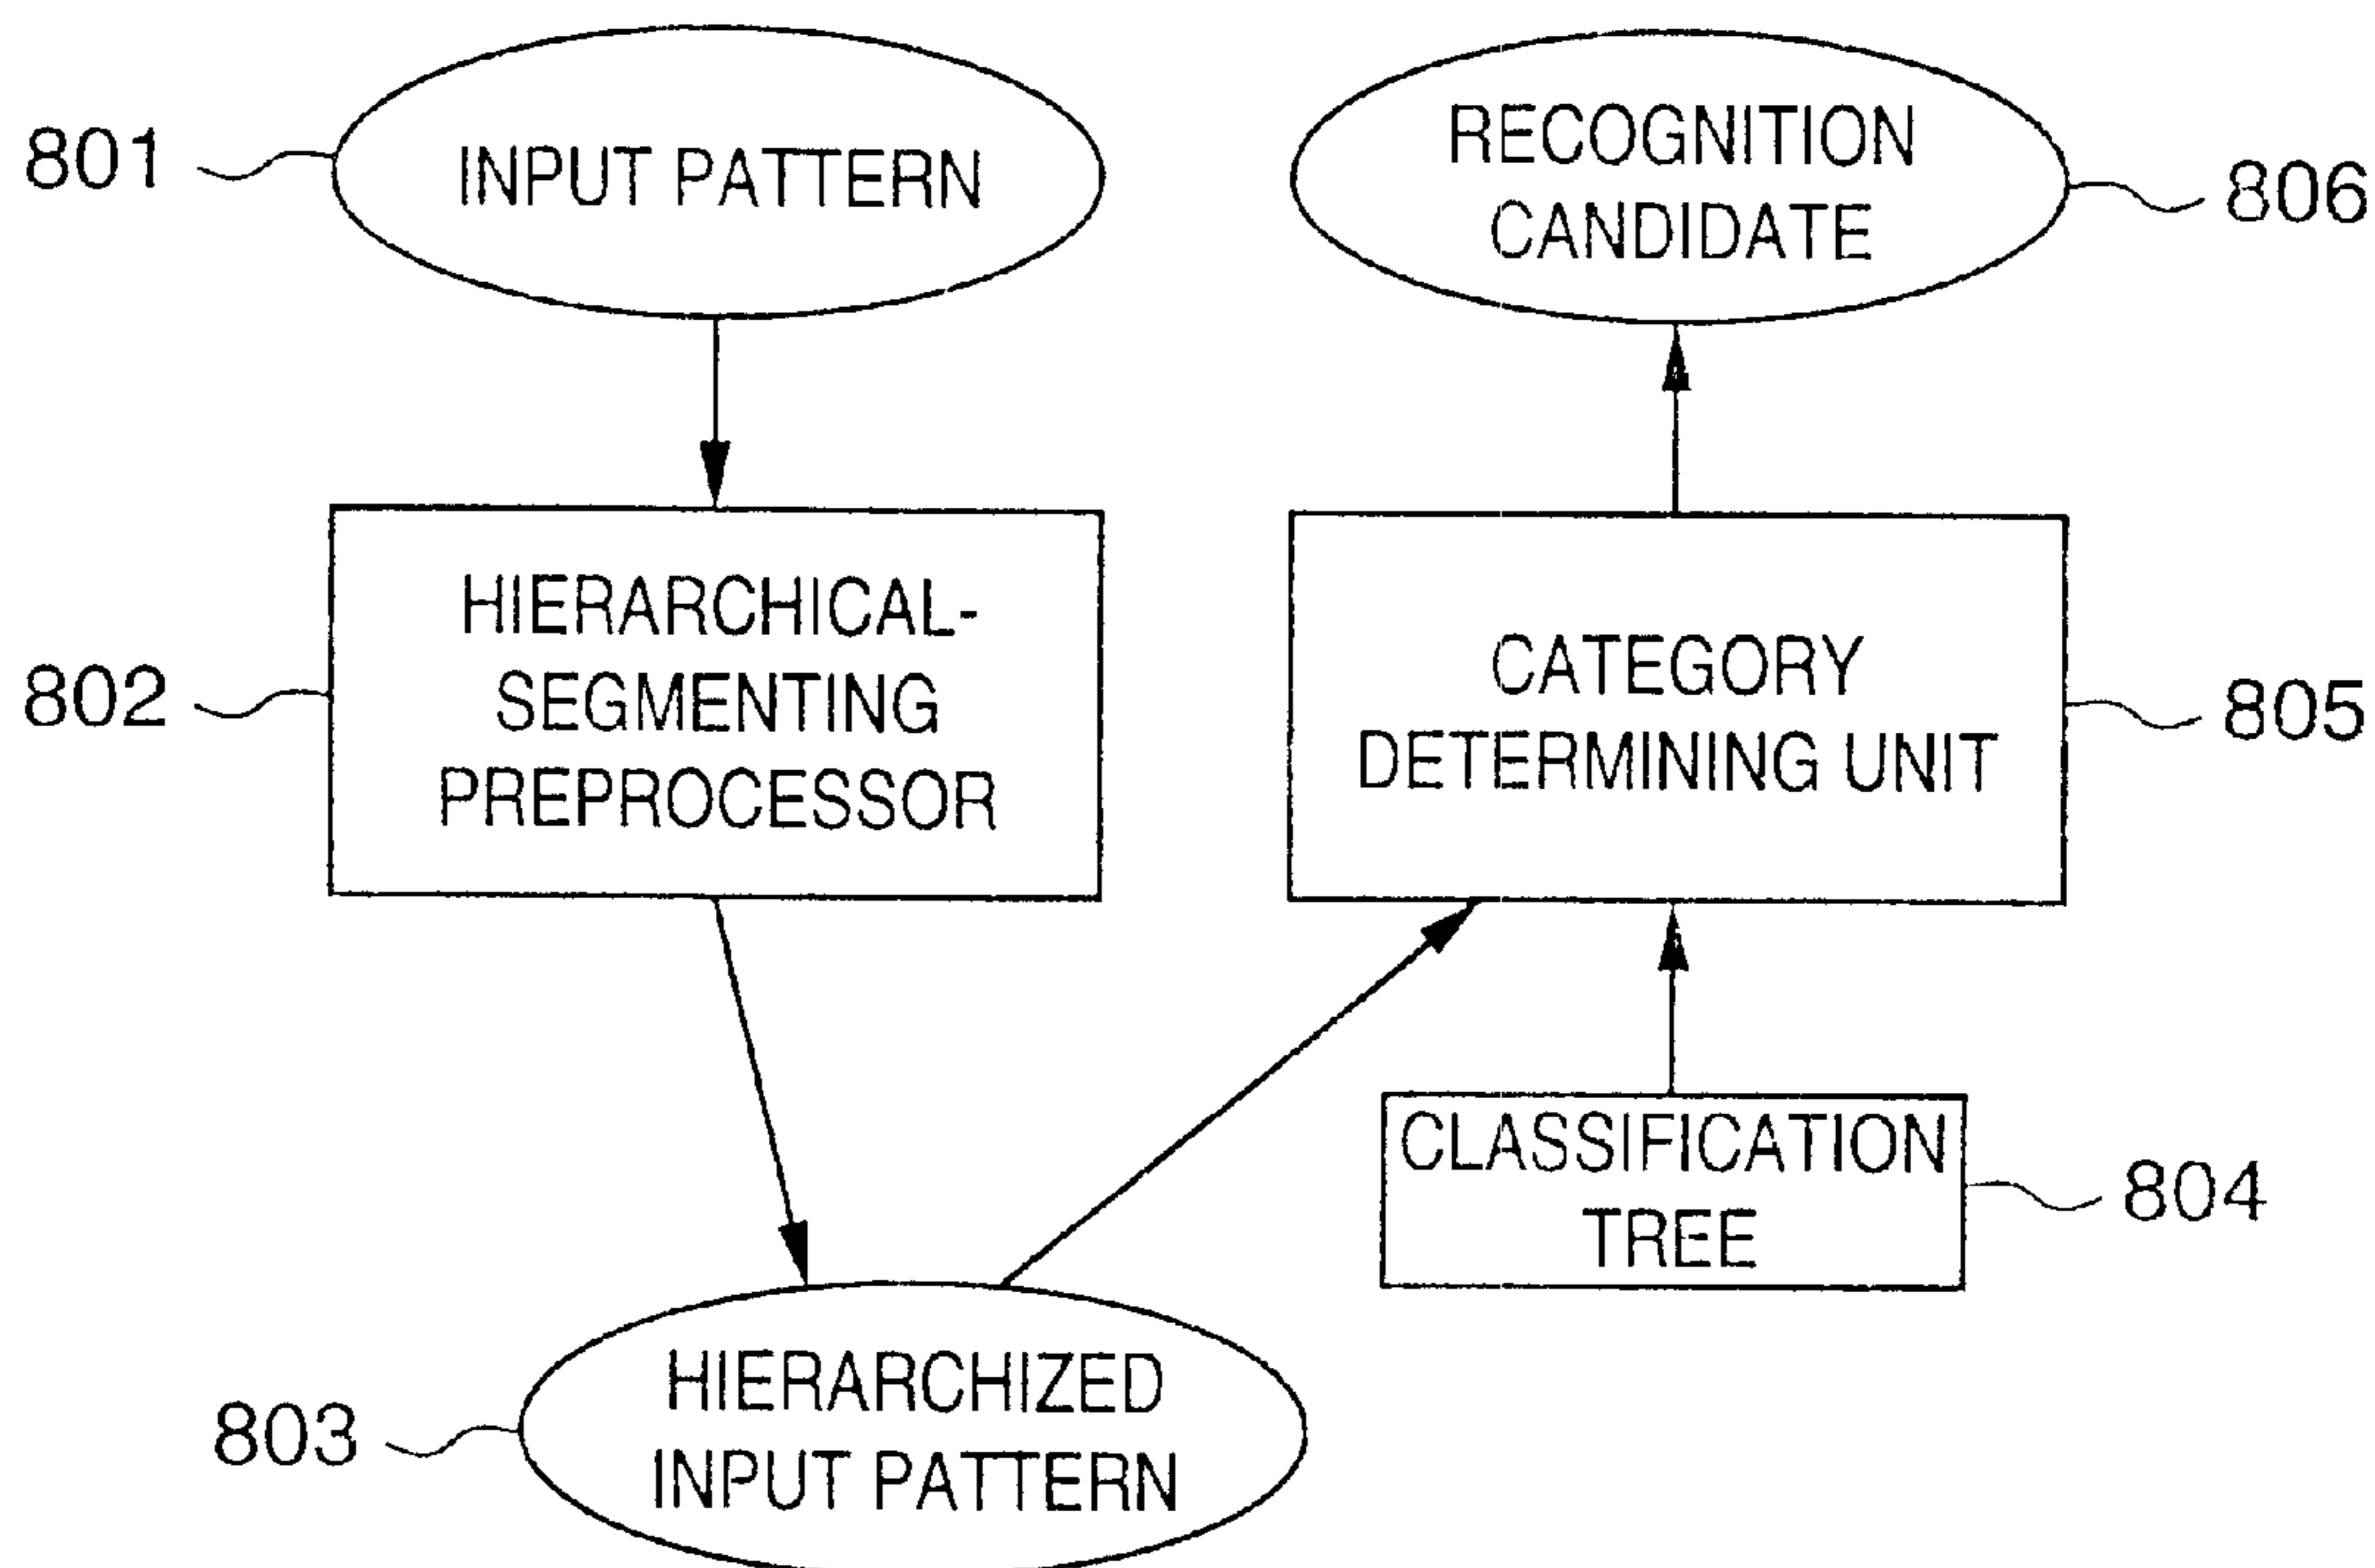 801
INPUT PATTERN
RECOGNITION
CANDIDATE
806
802
HIERARCHICAL-
SEGMENTING
PREPROCESSOR
CATEGORY
DETERMINING UNIT
805
CLASSIFICATION
TREE
804
803
HIERARCHIZED
INPUT PATTERN